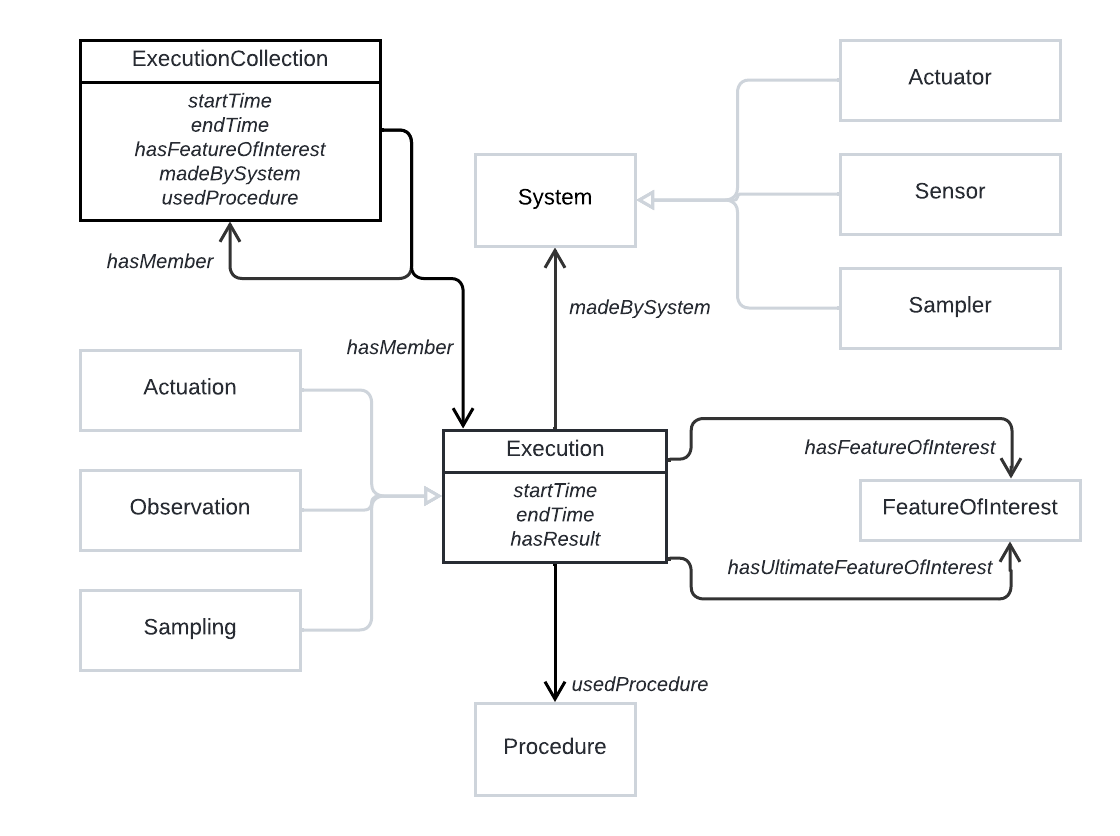 ExecutionCollection
startTime
endTime
hasFeatureOfInterest
madeBySystem
usedProcedure
hasMember
hasMember
System
Actuator
Sensor
Sampler
madeBySystem
Actuation
Observation
Sampling
Execution
startTime
endTime
hasResult
hasFeatureOfInterest
FeatureOfInterest
hasUltimateFeatureOfInterest
usedProcedure
Procedure